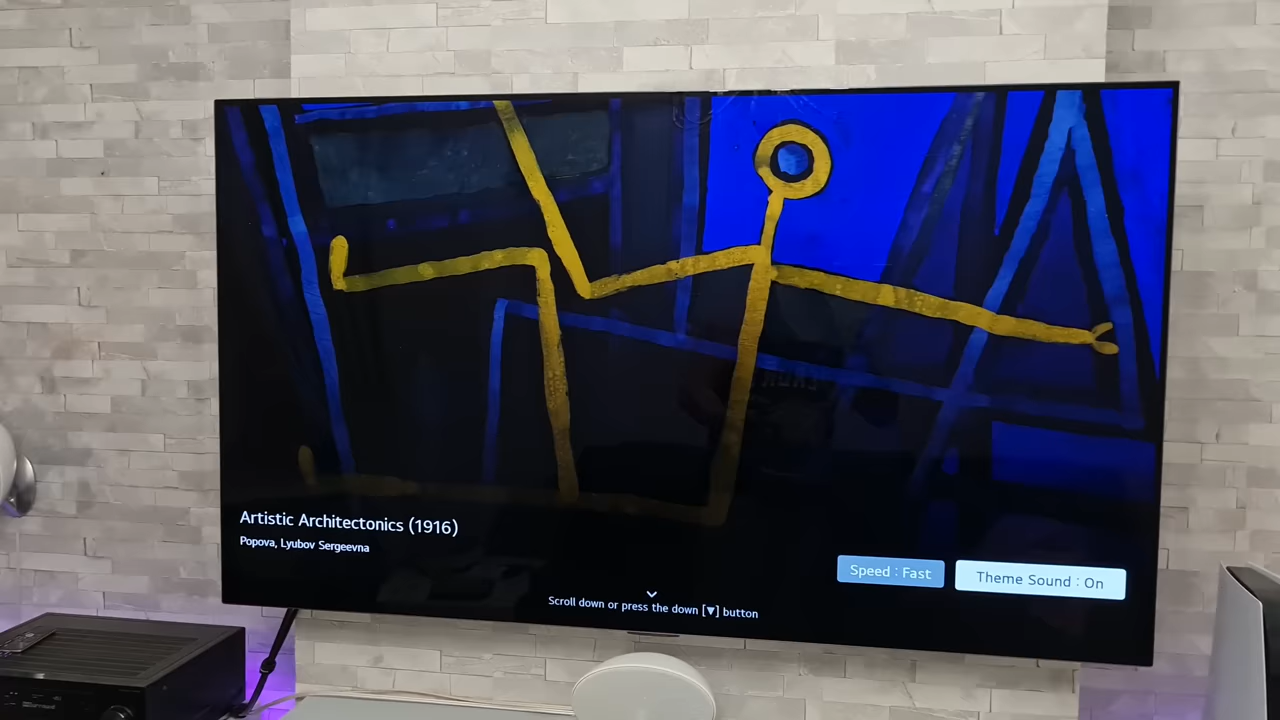 Artistic Architectonics (1916)
Popova, Lyubov Sergeevna
Speed : Fast
Theme Sound : On
Scroll down or press the down [▼] button